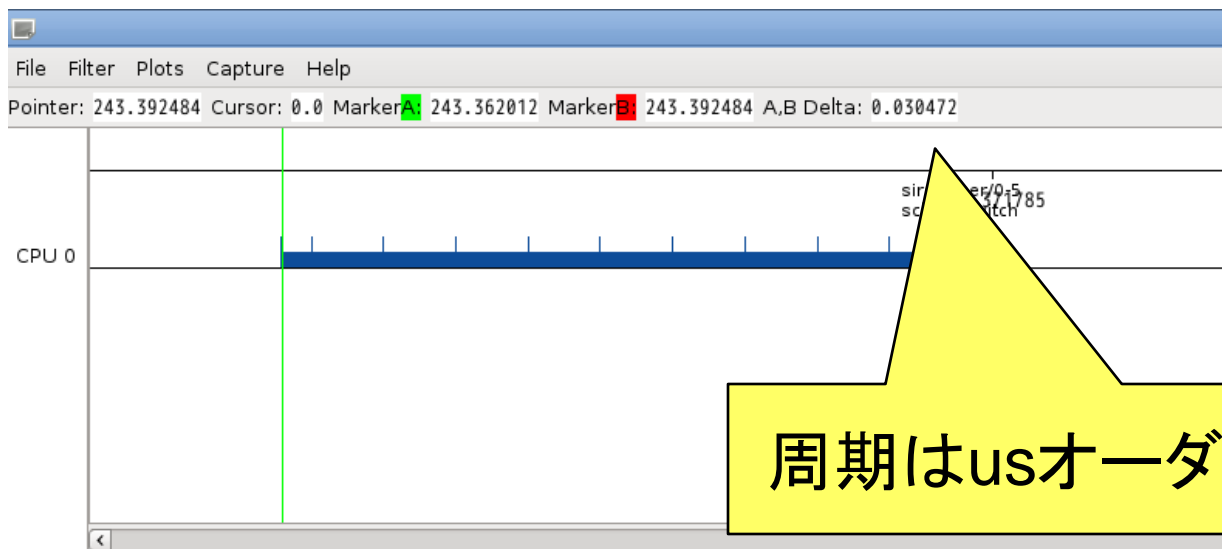 File Filter Plots Capture Help
Pointer: 243.392484 Cursor: 0.0 MarkerA: 243.362012 MarkerB: 243.392484 A,B Delta: 0.030472
CPU 0
周期はusオーダ